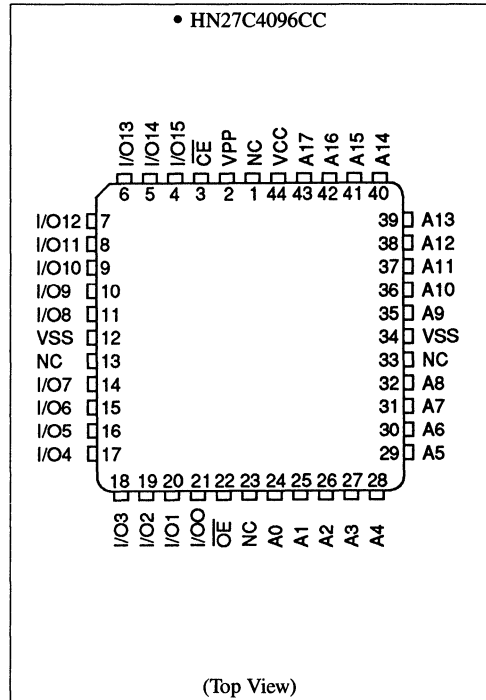 • HN27C4096CC
I/O13 I/O14 I/O15 CE VPP NC VCC A17 A16 A15 A14
6 5 4 3 2 1 44 43 42 41 40
I/O12 7 39 A13
I/O11 8 38 A12
I/O10 9 37 A11
I/O9 10 36 A10
I/O8 11 35 A9
VSS 12 34 VSS
NC 13 33 NC
I/O7 14 32 A8
I/O6 15 31 A7
I/O5 16 30 A6
I/O4 17 29 A5
18 19 20 21 22 23 24 25 26 27 28
I/O3 I/O2 I/O1 I/OO OE NC A0 A1 A2 A3 A4
(Top View)